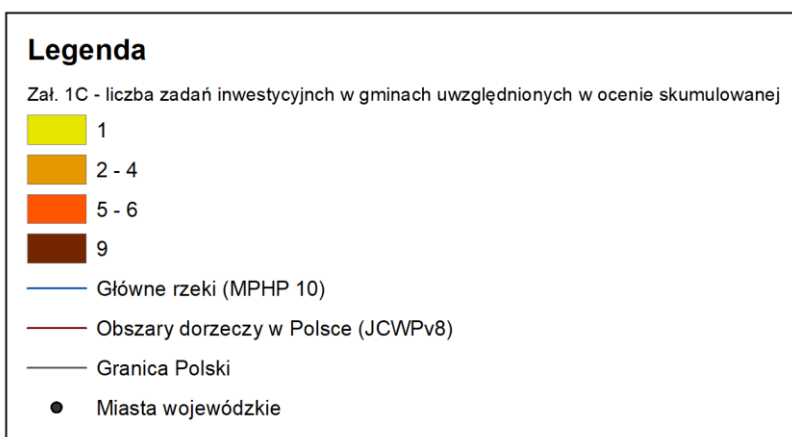 Legenda
Zał. 1C - liczba zadań inwestycyjnch w gminach uwzględnionych w ocenie skumulowanej
1
2 - 4
5 - 6
9
Główne rzeki (MPHP 10)
Obszary dorzeczy w Polsce (JCWPv8)
Granica Polski
Miasta wojewódzkie